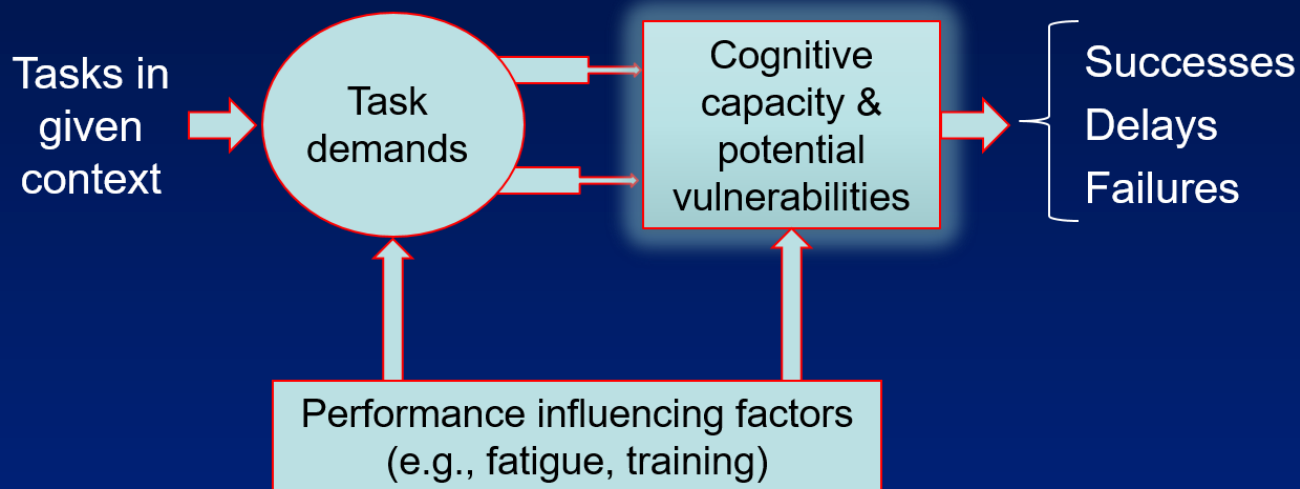 Tasks in
given
context
Task
demands
Cognitive
capacity &
potential
vulnerabilities
Successes
Delays
Failures
Performance influencing factors
(e.g., fatigue, training)